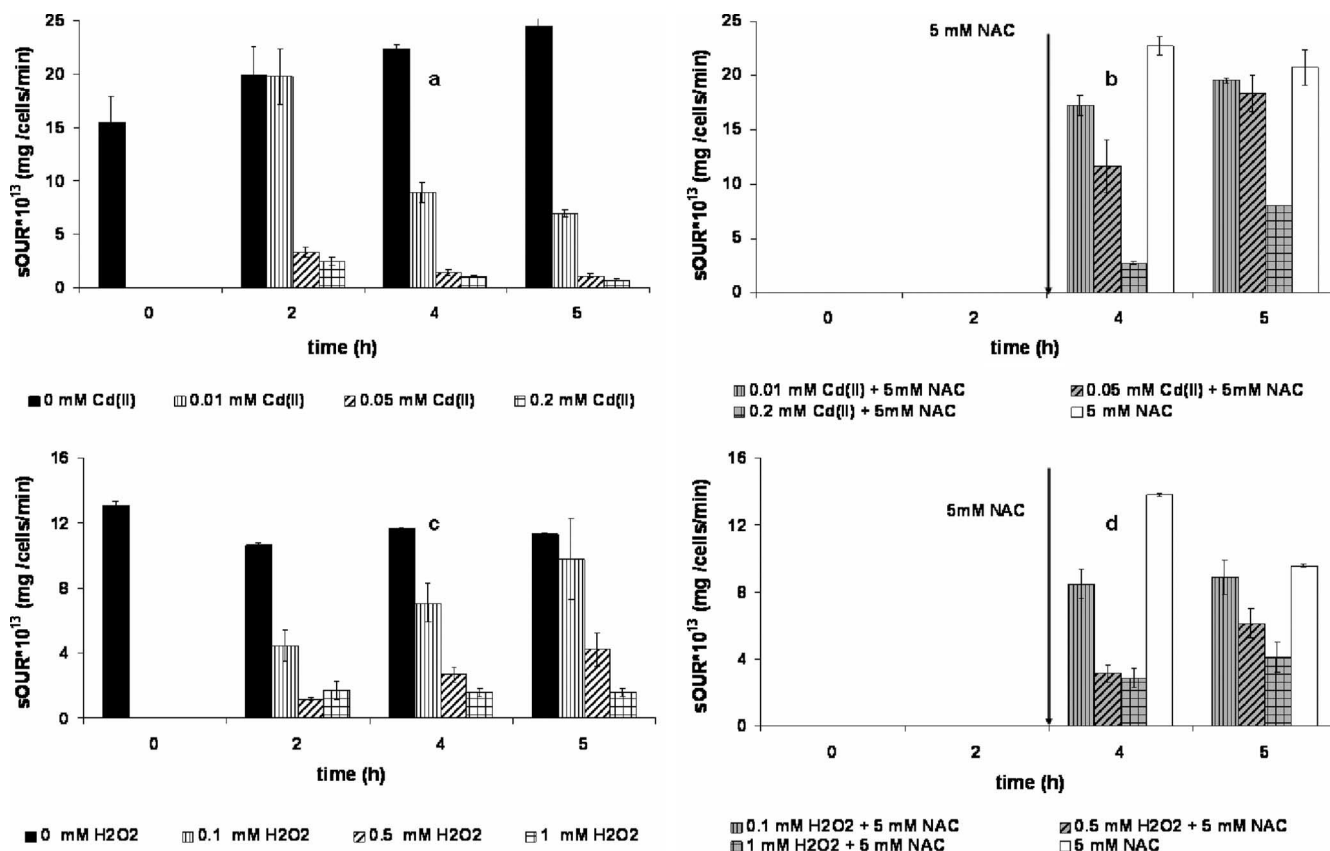 25
20
15
10
5
0
sOUR*10^13 (mg /cells/min)
a
0 2 4 5
time (h)
0 mM Cd(II) 0.01 mM Cd(II) 0.05 mM Cd(II) 0.2 mM Cd(II)
25
20
15
10
5
0
sOUR*10^13 (mg /cells/min)
5 mM NAC
b
0 2 4 5
time (h)
0.01 mM Cd(II) + 5mM NAC 0.05 mM Cd(II) + 5mM NAC
0.2 mM Cd(II) + 5mM NAC 5 mM NAC
16
12
8
4
0
sOUR*10^13 (mg /cells/min)
c
0 2 4 5
time (h)
0 mM H2O2 0.1 mM H2O2 0.5 mM H2O2 1 mM H2O2
16
12
8
4
0
sOUR*10^13 (mg /cells/min)
5mM NAC
d
0 2 4 5
time (h)
0.1 mM H2O2 + 5 mM NAC 0.5 mM H2O2 + 5 mM NAC
1 mM H2O2 + 5 mM NAC 5 mM NAC